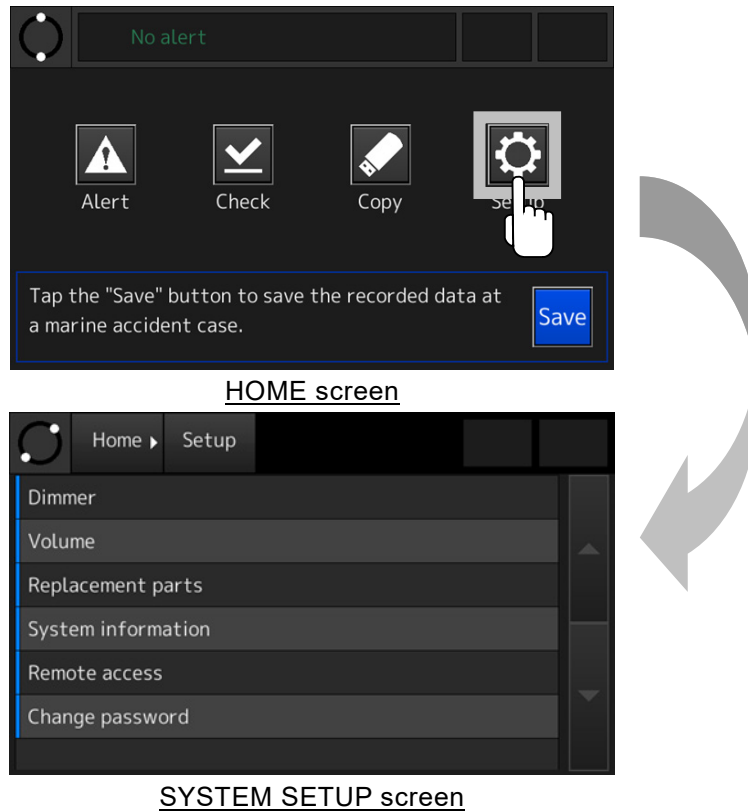 No alert
Alert
Check
Copy
Setup
Tap the "Save" button to save the recorded data at
a marine accident case.
Save
HOME screen
Home
Setup
Dimmer
Volume
Replacement parts
System information
Remote access
Change password
SYSTEM SETUP screen